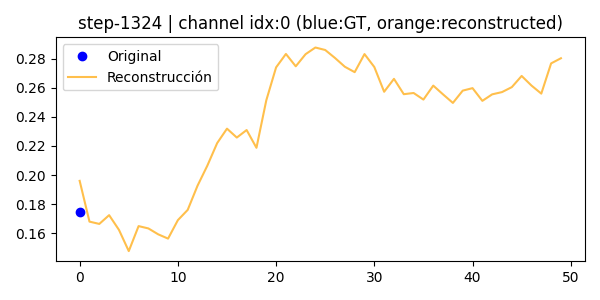 step-1324 | channel idx:0 (blue:GT, orange:reconstructed)
Original
Reconstrucción
0.28
0.26
0.24
0.22
0.20
0.18
0.16
0 10 20 30 40 50